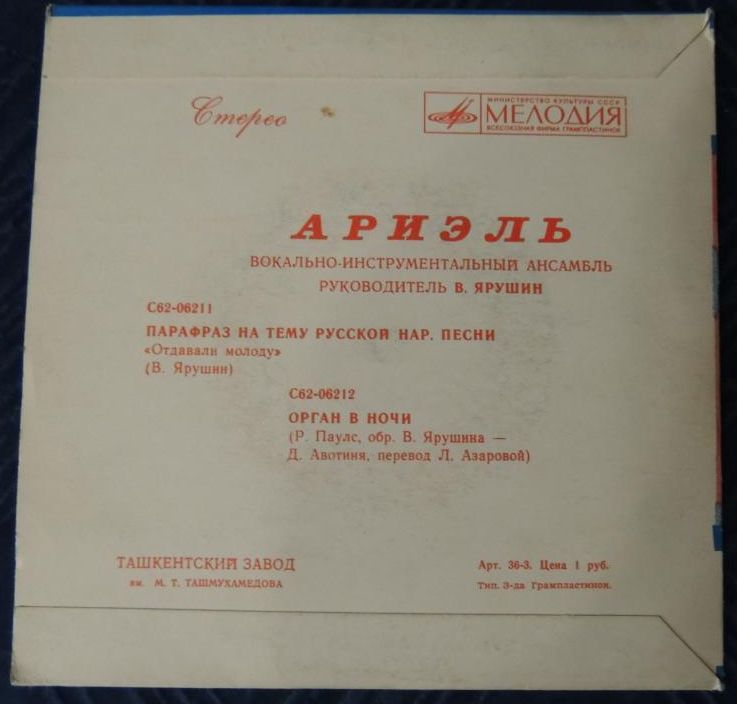 Стерео
МИНИСТЕРСТВО КУЛЬТУРЫ СССР
МЕЛОДИЯ
ВСЕСОЮЗНАЯ ФИРМА ГРАМПЛАСТИНОК
АРИЭЛЬ
ВОКАЛЬНО-ИНСТРУМЕНТАЛЬНЫЙ АНСАМБЛЬ
РУКОВОДИТЕЛЬ В. ЯРУШИН
С62-06211
ПАРАФРАЗ НА ТЕМУ РУССКОЙ НАР. ПЕСНИ
«Отдавали молоду»
(В. Ярушин)
С62-06212
ОРГАН В НОЧИ
(Р. Паулс, обр. В. Ярушина —
Д. Авотиня, перевод Л. Азаровой)
ТАШКЕНТСКИЙ ЗАВОД
им. М. Т. ТАШМУХАМЕДОВА
Арт. 36-3. Цена 1 руб.
Тип. З-да Грампластинок.